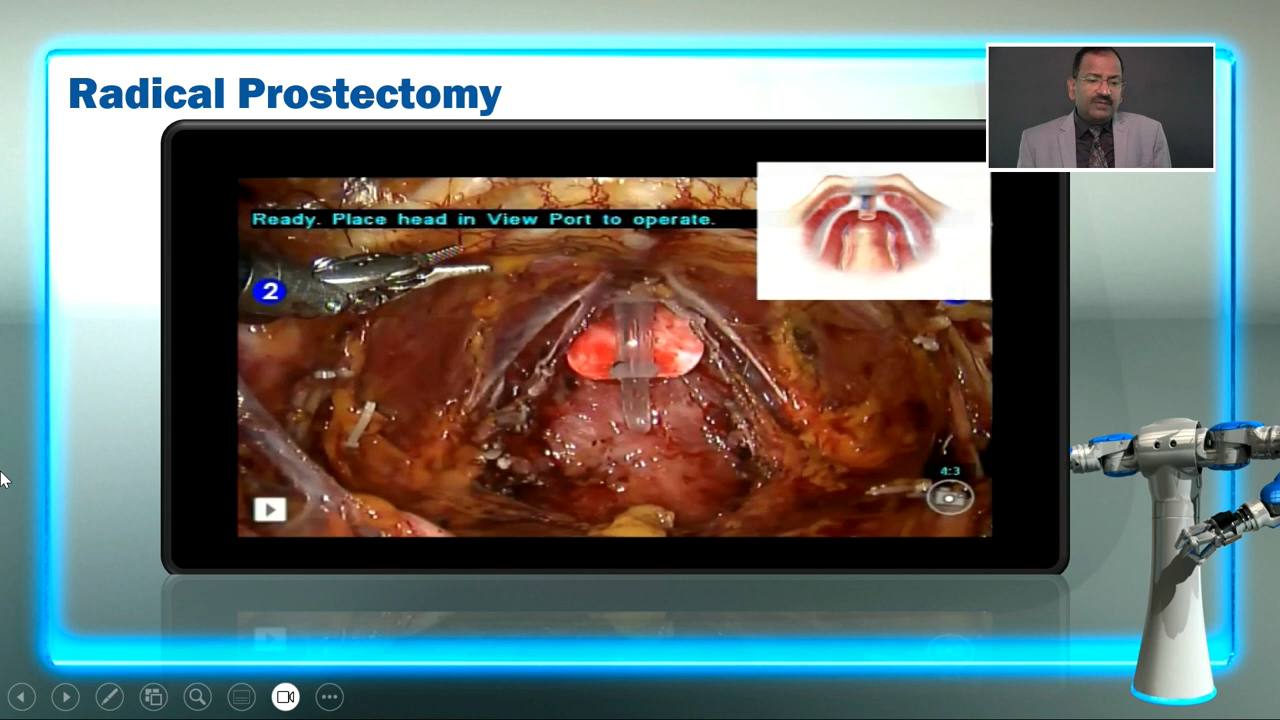 Radical Prostectomy
Ready. Place head in View Port to operate.
2
4:3